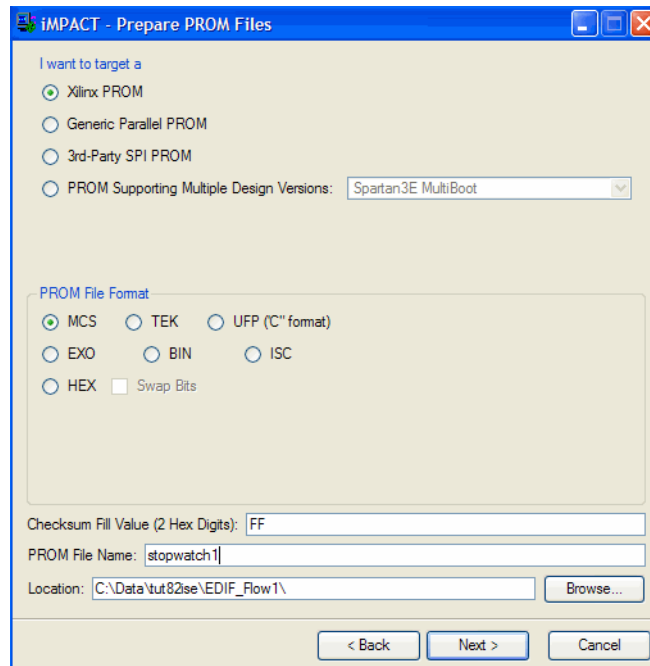 iMPACT - Prepare PROM Files
I want to target a
Xilinx PROM
Generic Parallel PROM
3rd-Party SPI PROM
PROM Supporting Multiple Design Versions: Spartan3E MultiBoot
PROM File Format
MCS TEK UFP ("C" format)
EXO BIN ISC
HEX Swap Bits
Checksum Fill Value (2 Hex Digits): FF
PROM File Name: stopwatch1
Location: C:\Data\tut82ise\EDIF_Flow1\ Browse...
< Back Next > Cancel